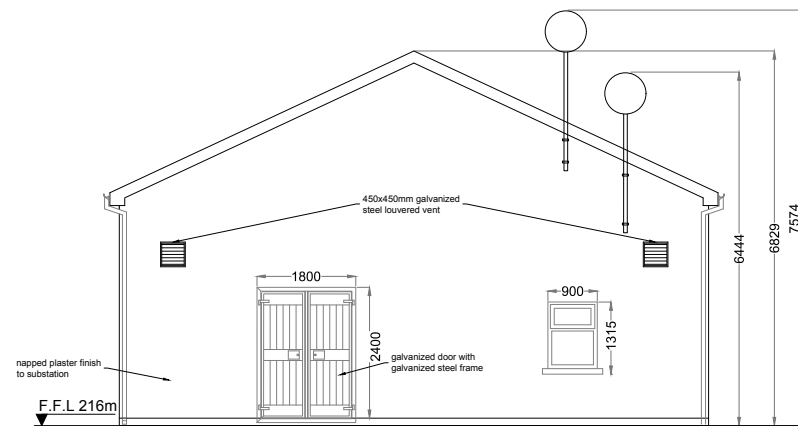 450x450mm galvanized
steel louvered vent
1800
900
2400
1315
6444
6829
7574
napped plaster finish
to substation
galvanized door with
galvanized steel frame
F.F.L 216m